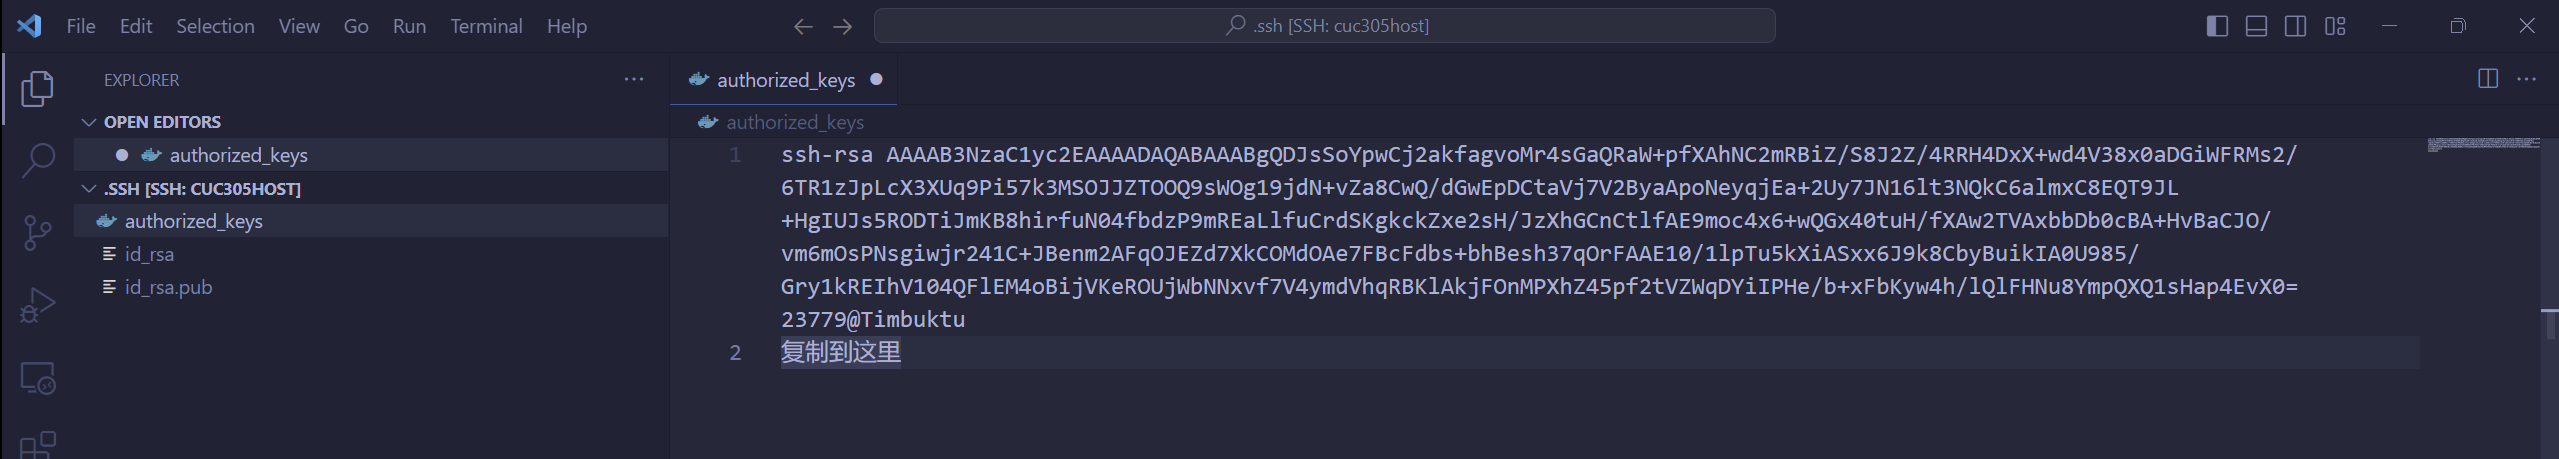 File Edit Selection View Go Run Terminal Help
.ssh [SSH: cuc305host]
EXPLORER
OPEN EDITORS
authorized_keys
.SSH [SSH: CUC305HOST]
authorized_keys
id_rsa
id_rsa.pub
authorized_keys
authorized_keys
1
ssh-rsa AAAAB3NzaC1yc2EAAAADAQABAAABgQDJsSoYpwCj2akfagvoMr4sGaQRaW+pfXAhNC2mRBiZ/S8J2Z/4RRH4DxX+wd4V38x0aDGiWFRMs2/
6TR1zJpLcX3XUq9Pi57k3MSOJJZTOOQ9sWOg19jdN+vZa8CwQ/dGwEpDCtaVj7V2ByaApoNeyqjEa+2Uy7JN16lt3NQkC6almxC8EQT9JL
+HgIUJs5RODTiJmKB8hirfuN04fbdzP9mREaLlfuCrdSKgkckZxe2sH/JzXhGCnCtlfAE9moc4x6+wQGx40tuH/fXAw2TVAxbbDb0cBA+HvBaCJO/
vm6mOsPNsgiwjr241C+JBenm2AFqOJEZd7XkCOMdOAe7FBcFdbs+bhBesh37qOrFAAE10/1lpTu5kXiASxx6J9k8CbyBuikIA0U985/
Gry1kREIhV104QFlEM4oBijVKeROUjWbNNxvf7V4ymdVhqRBKlAkjFOnMPXhZ45pf2tVZWqDYiIPHe/b+xFbKyw4h/lQlFHNu8YmpQXQ1sHap4EvX0=
23779@Timbuktu
2
复制到这里